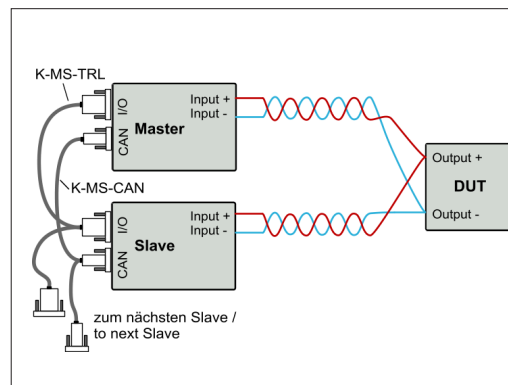 K-MS-TRL
I/O
CAN
Master
Input +
Input -
K-MS-CAN
I/O
CAN
Slave
Input +
Input -
Output +
DUT
Output -
zum nächsten Slave /
to next Slave